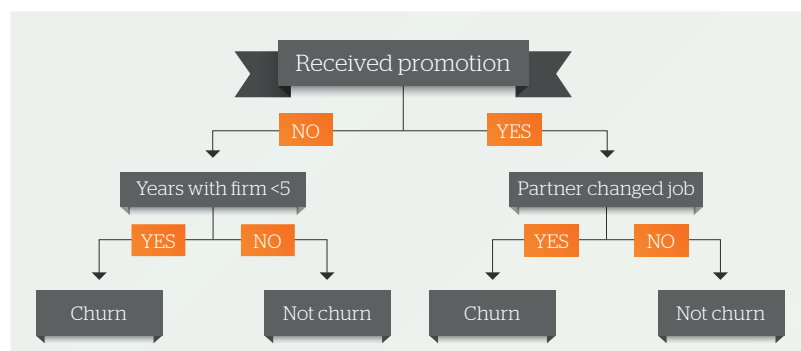 Received promotion
NO
YES
Years with firm <5
Partner changed job
YES
NO
YES
NO
Churn
Not churn
Churn
Not churn